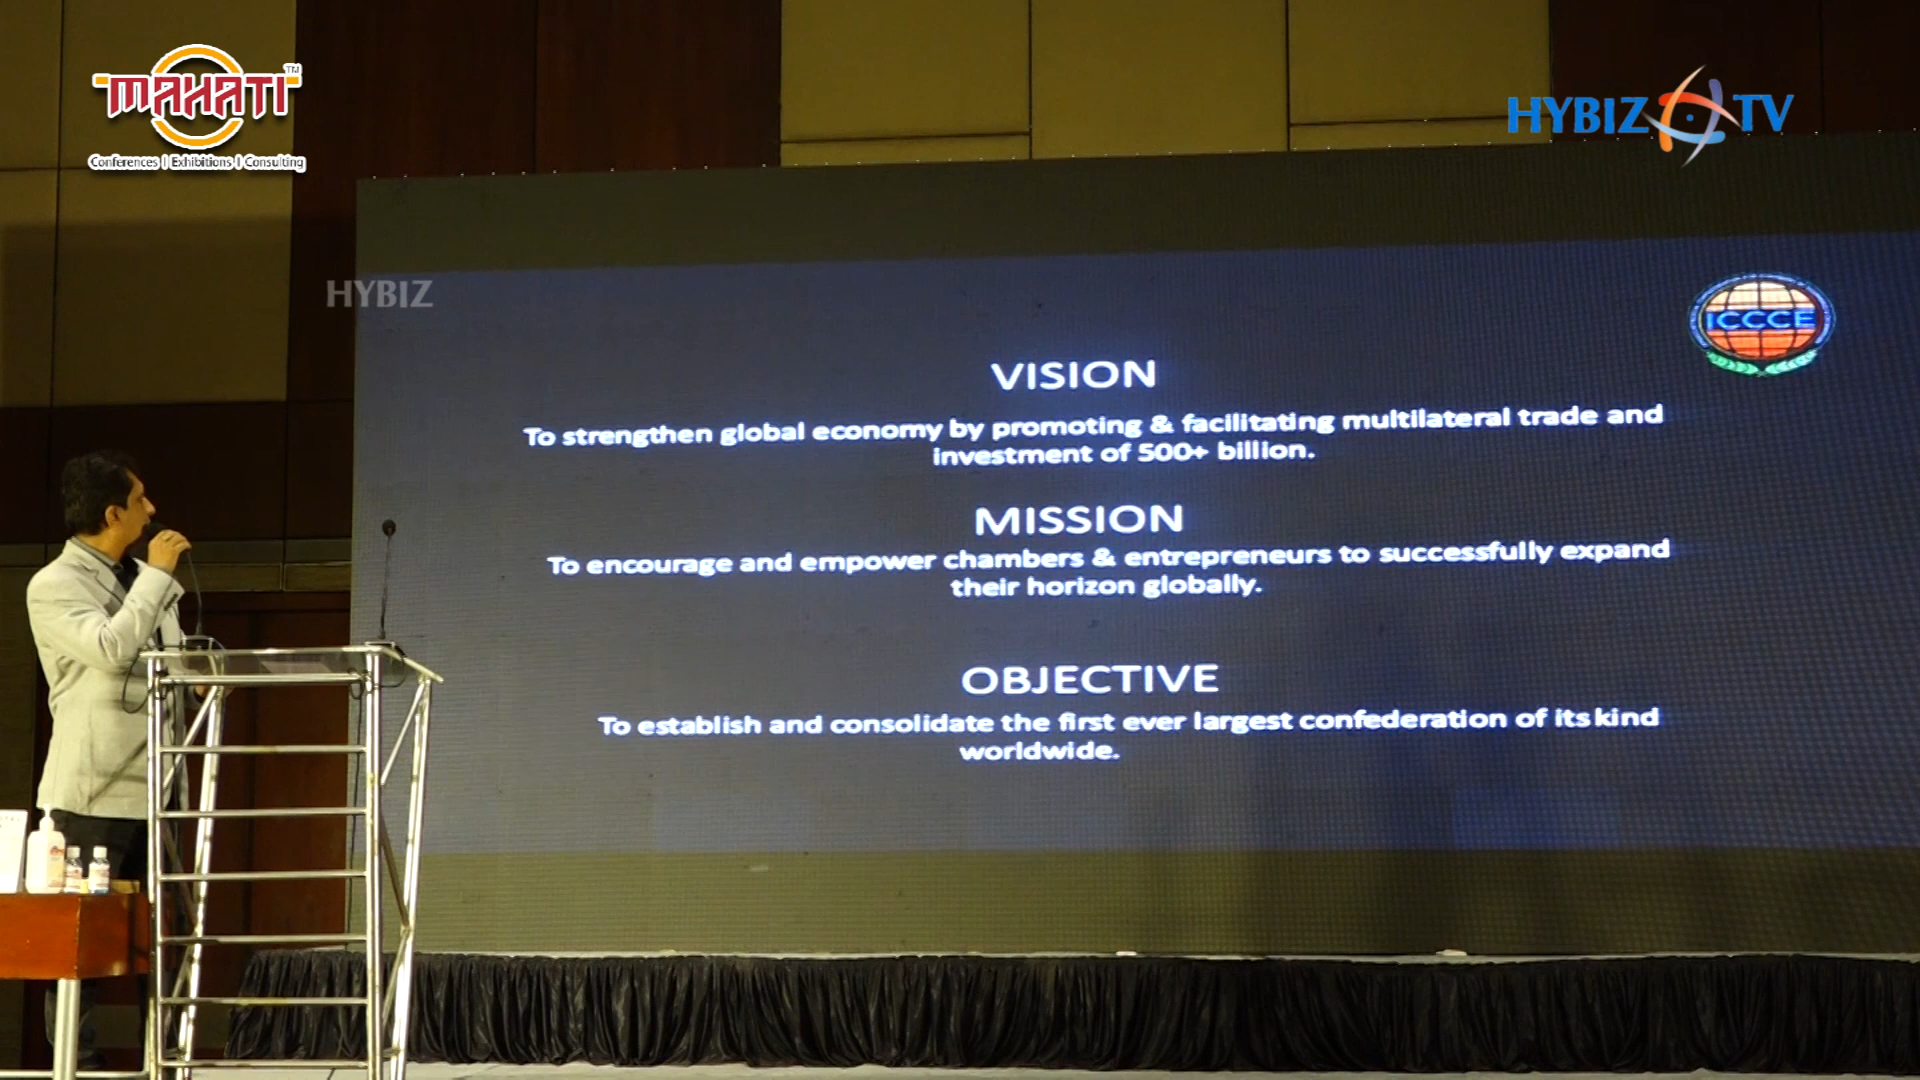 MAHATI
TM
Conferences | Exhibitions | Consulting
HYBIZ TV
HYBIZ
ICCCE
VISION
To strengthen global economy by promoting & facilitating multilateral trade and
investment of 500+ billion.
MISSION
To encourage and empower chambers & entrepreneurs to successfully expand
their horizon globally.
OBJECTIVE
To establish and consolidate the first ever largest confederation of its kind
worldwide.